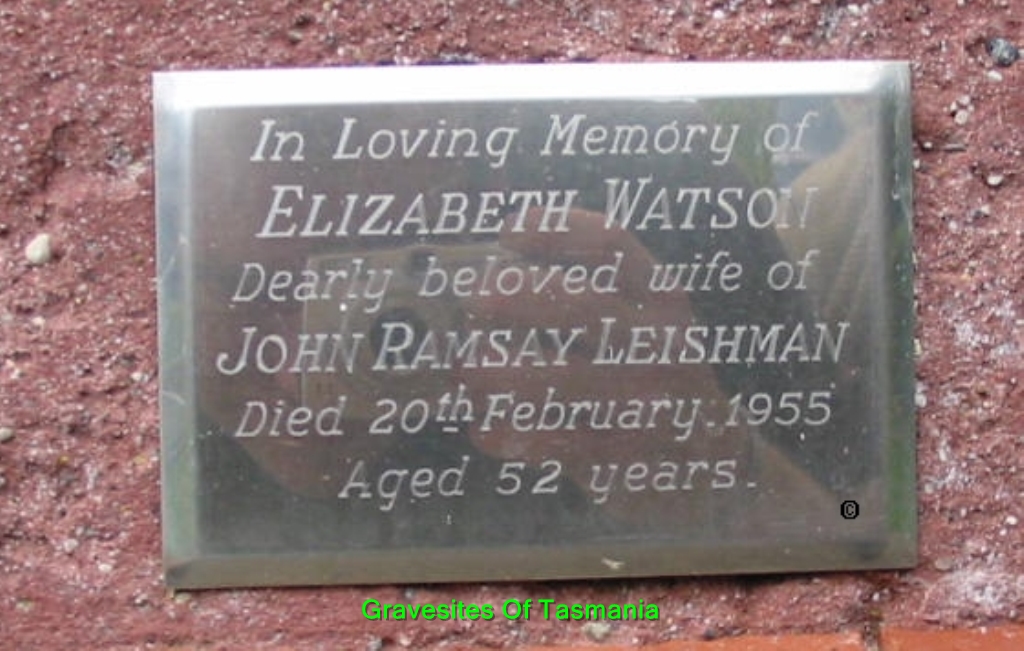 In Loving Memory of
ELIZABETH WATSON
Dearly beloved wife of
JOHN RAMSAY LEISHMAN
Died 20th February. 1955
Aged 52 years.
©
Gravesites Of Tasmania